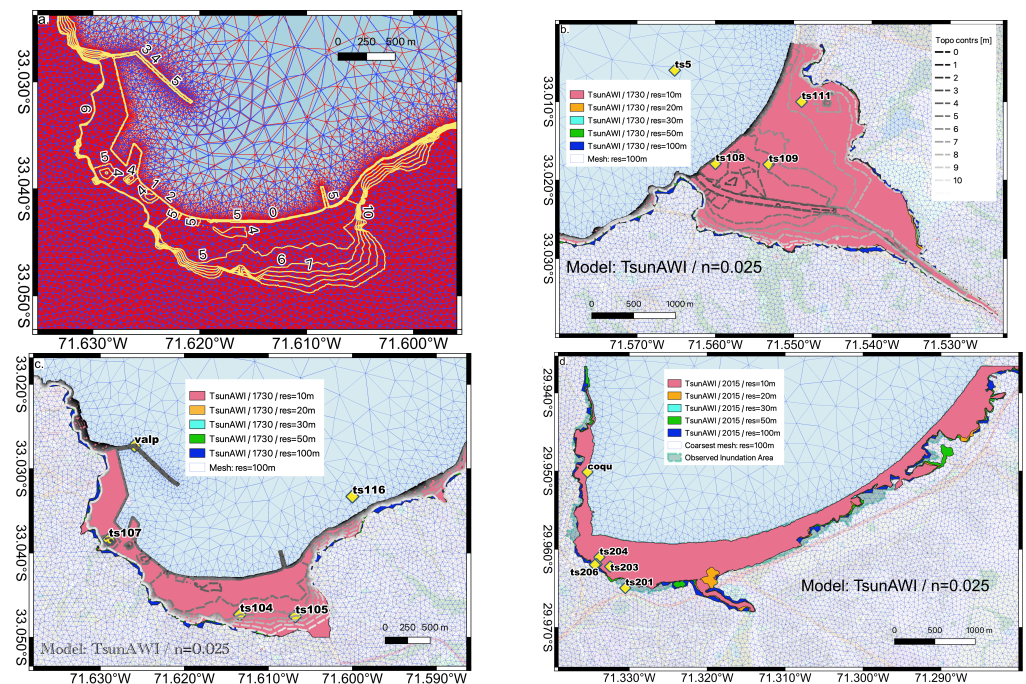 a.
0 250 500 m
3
4
5
6
5
4
4
4
1
2
5
5
5
0
4
5
10
5
6
7
33.030°S
33.040°S
33.050°S
71.630°W 71.620°W 71.610°W 71.600°W
b.
ts5
TsunAWI / 1730 / res=10m
TsunAWI / 1730 / res=20m
TsunAWI / 1730 / res=30m
TsunAWI / 1730 / res=50m
TsunAWI / 1730 / res=100m
Mesh: res=100m
Topo contrs [m]
0
1
2
3
4
5
6
7
8
9
10
ts111
ts108
ts109
Model: TsunAWI / n=0.025
0 500 1000 m
33.010°S
33.020°S
33.030°S
71.570°W 71.560°W 71.550°W 71.540°W 71.530°W
c.
TsunAWI / 1730 / res=10m
TsunAWI / 1730 / res=20m
TsunAWI / 1730 / res=30m
TsunAWI / 1730 / res=50m
TsunAWI / 1730 / res=100m
Mesh: res=100m
valp
ts116
ts107
ts104
ts105
0 250 500 m
Model: TsunAWI / n=0.025
33.020°S
33.030°S
33.040°S
33.050°S
71.630°W 71.620°W 71.610°W 71.600°W 71.590°W
d.
TsunAWI / 2015 / res=10m
TsunAWI / 2015 / res=20m
TsunAWI / 2015 / res=30m
TsunAWI / 2015 / res=50m
TsunAWI / 2015 / res=100m
Coarsest mesh: res=100m
Observed Inundation Area
coqu
ts204
ts206
ts203
ts201
Model: TsunAWI / n=0.025
0 500 1000 m
29.940°S
29.950°S
29.960°S
29.970°S
71.330°W 71.320°W 71.310°W 71.300°W 71.290°W